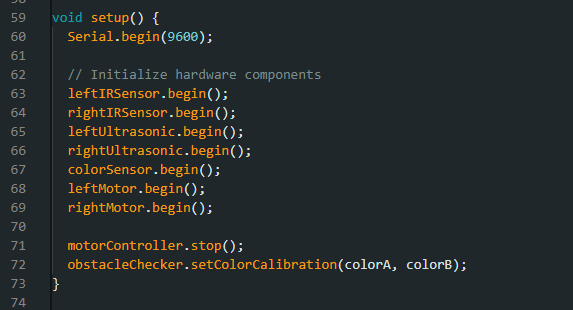 59 void setup() {
60   Serial.begin(9600);
61
62   // Initialize hardware components
63   leftIRSensor.begin();
64   rightIRSensor.begin();
65   leftUltrasonic.begin();
66   rightUltrasonic.begin();
67   colorSensor.begin();
68   leftMotor.begin();
69   rightMotor.begin();
70
71   motorController.stop();
72   obstacleChecker.setColorCalibration(colorA, colorB);
73 }
74